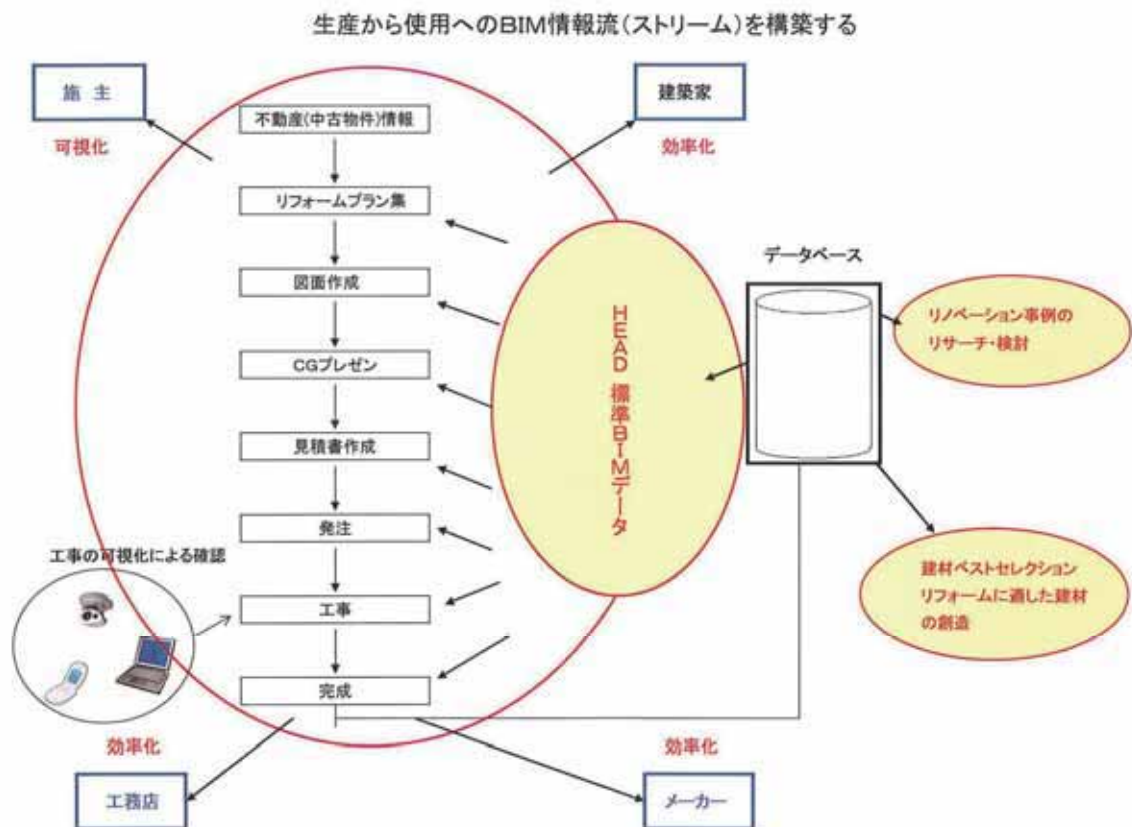 生産から使用へのBIM情報流(ストリーム)を構築する
施 主
建築家
可視化
効率化
不動産(中古物件)情報
リフォームプラン集
図面作成
CGプレゼン
見積書作成
発注
工事
完成
HEAD 標準BIMデータ
データベース
リノベーション事例の
リサーチ・検討
建材ベストセレクション
リフォームに適した建材
の創造
工事の可視化による確認
効率化
効率化
工務店
メーカー